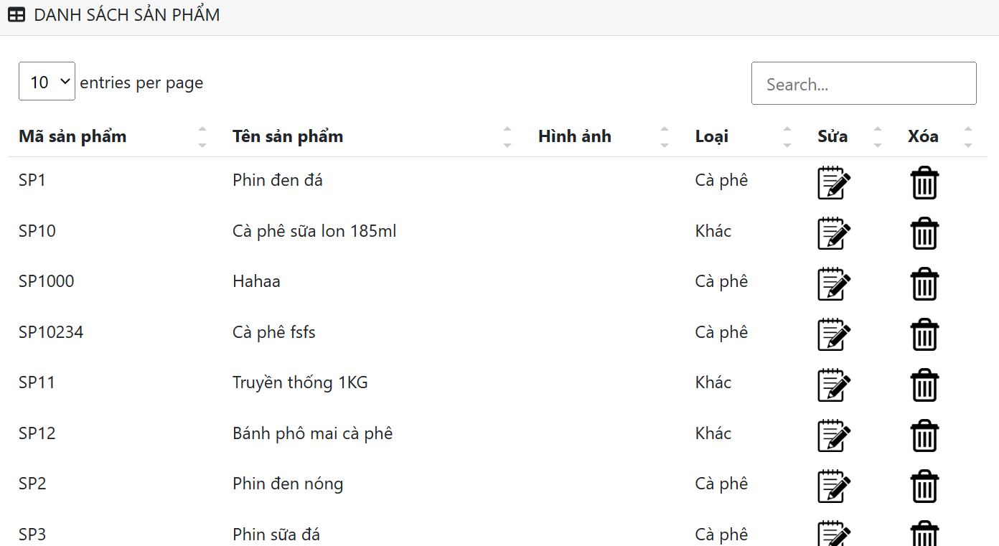 DANH SÁCH SẢN PHẨM
10 entries per page
Search...
Mã sản phẩm Tên sản phẩm Hình ảnh Loại Sửa Xóa
SP1 Phin đen đá Cà phê
SP10 Cà phê sữa lon 185ml Khác
SP1000 Hahaa Cà phê
SP10234 Cà phê fsfs Cà phê
SP11 Truyền thống 1KG Khác
SP12 Bánh phô mai cà phê Khác
SP2 Phin đen nóng Cà phê
SP3 Phin sữa đá Cà phê